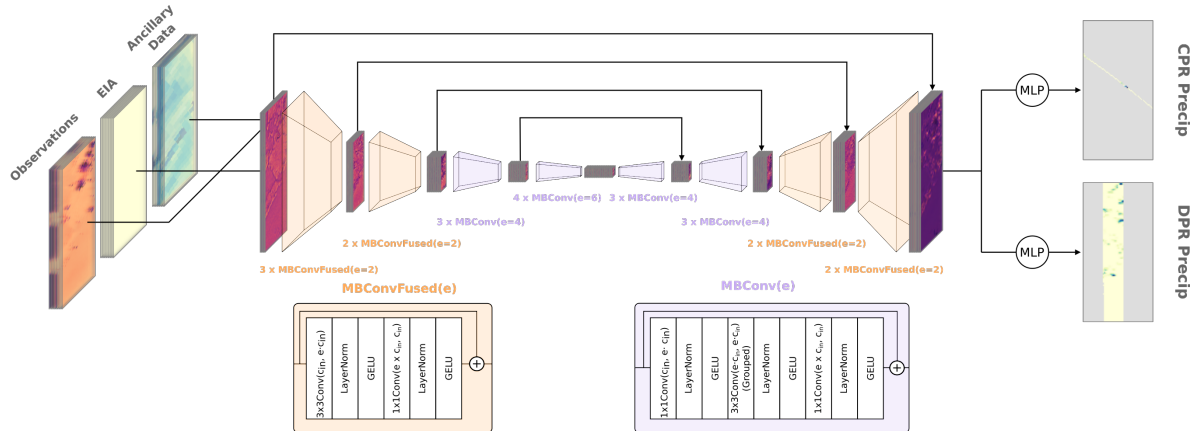 Ancillary
Data
EIA
Observations
MLP
CPR Precip
MLP
DPR Precip
4 x MBConv(e=6)
3 x MBConv(e=4)
3 x MBConv(e=4)
3 x MBConv(e=4)
2 x MBConvFused(e=2)
2 x MBConvFused(e=2)
3 x MBConvFused(e=2)
2 x MBConvFused(e=2)
MBConvFused(e)
3x3Conv(cin, e· cin)
LayerNorm
GELU
1x1Conv(e x cin, cin)
LayerNorm
GELU
+
MBConv(e)
1x1Conv(cin, e· cin)
LayerNorm
GELU
3x3Conv(e·cin, e·cin)
(Grouped)
LayerNorm
GELU
1x1Conv(e x cin, cin)
LayerNorm
GELU
+